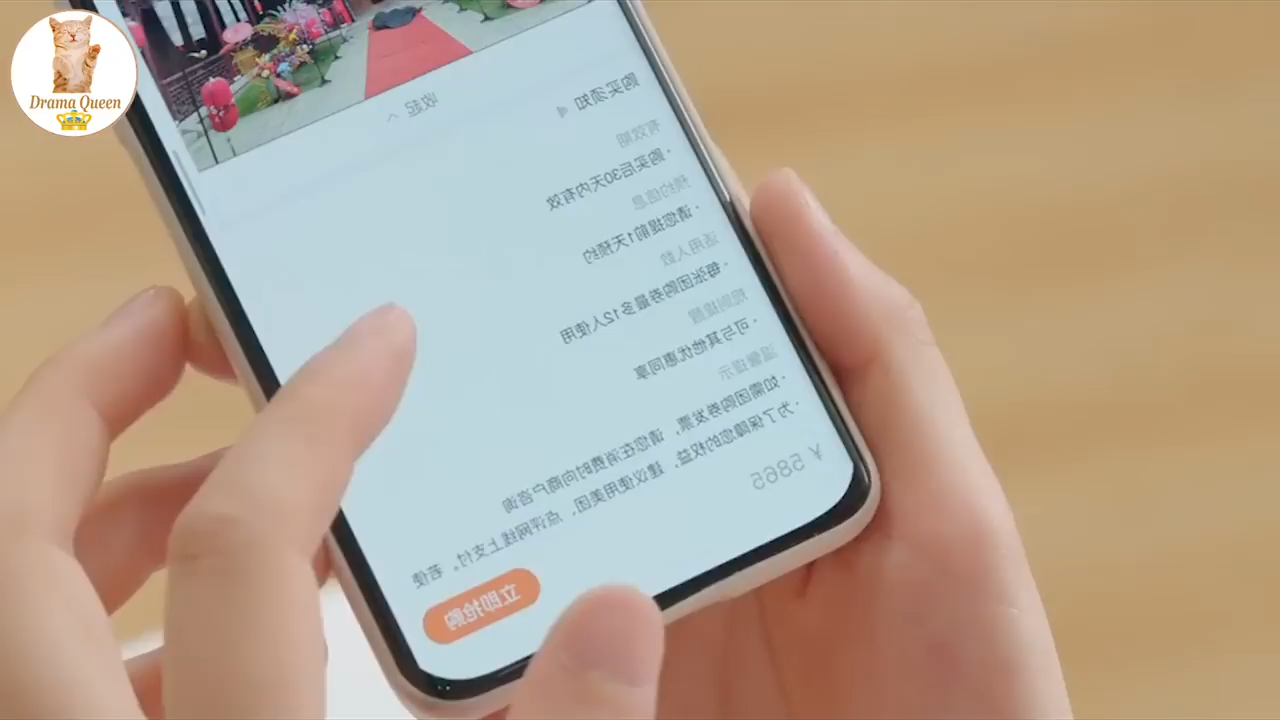 Drama Queen
收起
购买须知
有效期
· 购买后30天内有效
预约信息
· 请您提前1天预约
适用人数
· 每张团购券最多12人使用
规则提醒
· 可与其他优惠同享
温馨提示
· 如需团购券发票，请您在消费时向商户咨询
· 为了保障您的权益，建议使用美团、点评网线上支付。若使
¥5865
立即抢购